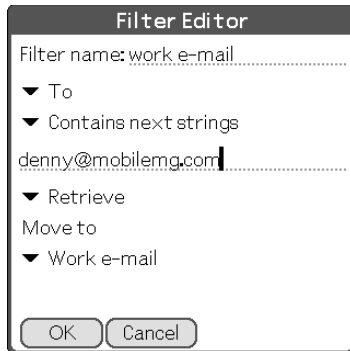 Filter Editor
Filter name: work e-mail
To
Contains next strings
denny@mobilemg.com
Retrieve
Move to
Work e-mail
OK Cancel